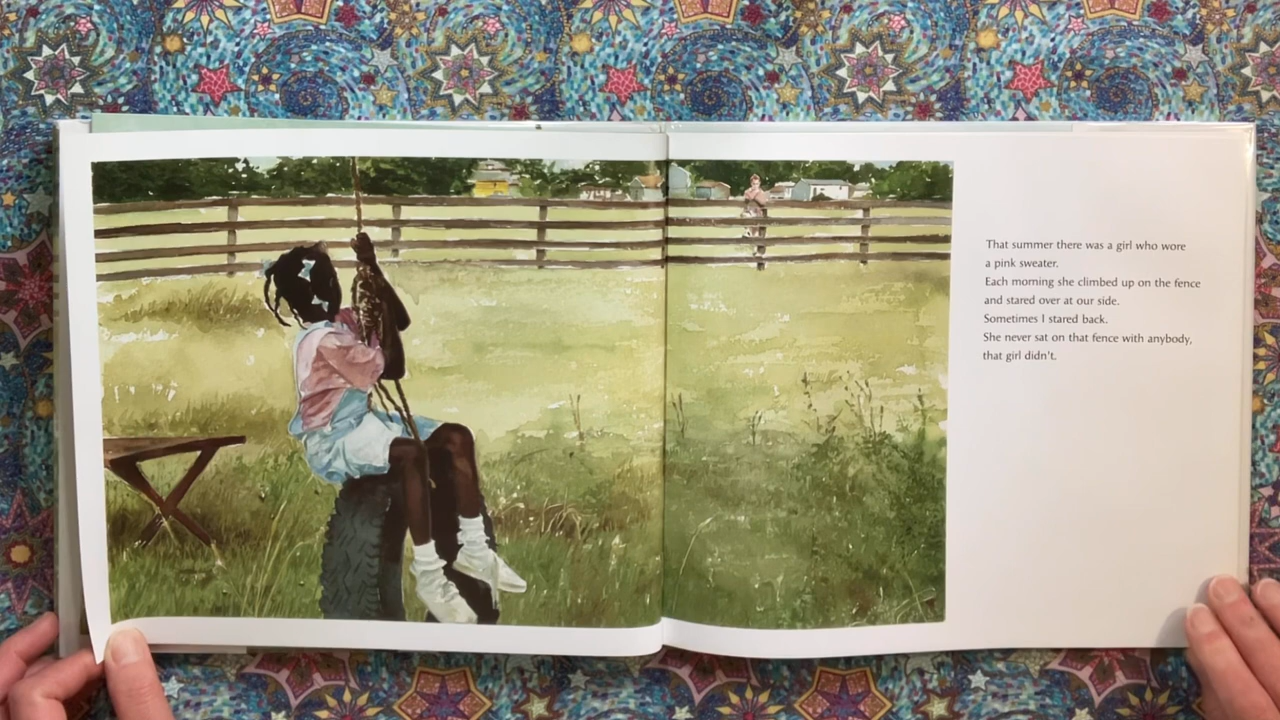 That summer there was a girl who wore
a pink sweater.
Each morning she climbed up on the fence
and stared over at our side.
Sometimes I stared back.
She never sat on that fence with anybody,
that girl didn't.